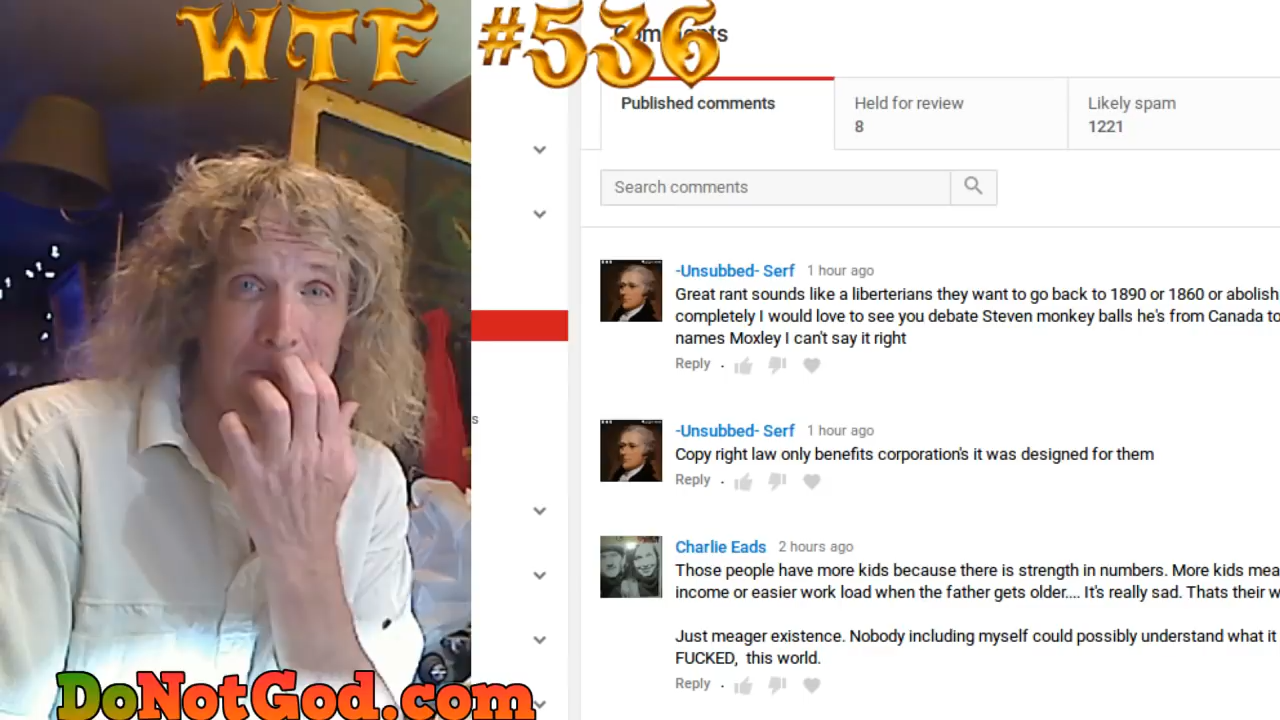 WTF #536
Comments
Published comments
Held for review
8
Likely spam
1221
Search comments
-Unsubbed- Serf 1 hour ago
Great rant sounds like a liberterians they want to go back to 1890 or 1860 or abolish
completely I would love to see you debate Steven monkey balls he's from Canada to
names Moxley I can't say it right
Reply
-Unsubbed- Serf 1 hour ago
Copy right law only benefits corporation's it was designed for them
Reply
s
Charlie Eads 2 hours ago
Those people have more kids because there is strength in numbers. More kids mea
income or easier work load when the father gets older.... It's really sad. Thats their w
Just meager existence. Nobody including myself could possibly understand what it
FUCKED, this world.
Reply
DoNotGod.com